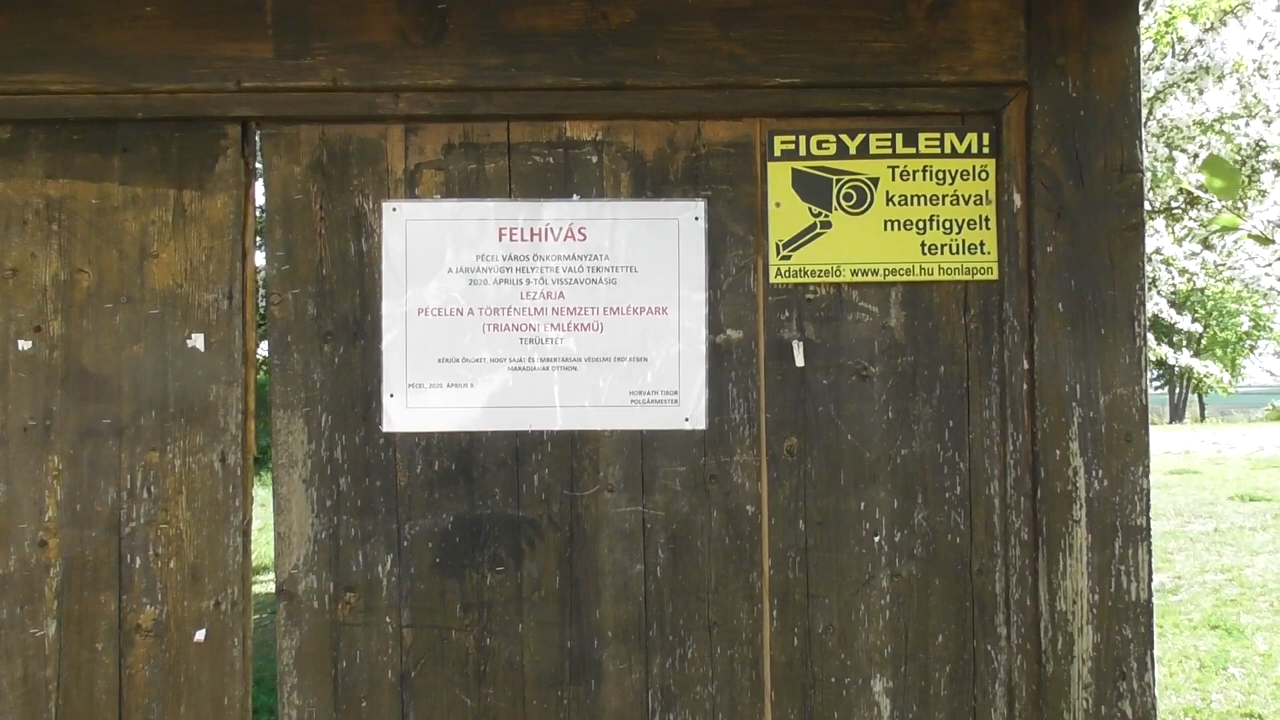 FELHÍVÁS
PÉCEL VÁROS ÖNKORMÁNYZATA
A JÁRVÁNYÜGYI HELYZETRE VALÓ TEKINTETTEL
2020. ÁPRILIS 9-TŐL VISSZAVONÁSIG
LEZÁRJA
PÉCELEN A TÖRTÉNELMI NEMZETI EMLÉKPARK
(TRIANONI EMLÉKMŰ)
TERÜLETÉT
KÉRJÜK ÖNÖKET, HOGY SAJÁT ÉS EMBERTÁRSAIK VÉDELME ÉRDEKÉBEN
MARADJANAK OTTHON.
PÉCEL, 2020. ÁPRILIS 9.
HORVÁTH TIBOR
POLGÁRMESTER
FIGYELEM!
Térfigyelő
kamerával
megfigyelt
terület.
Adatkezelő: www.pecel.hu honlapon